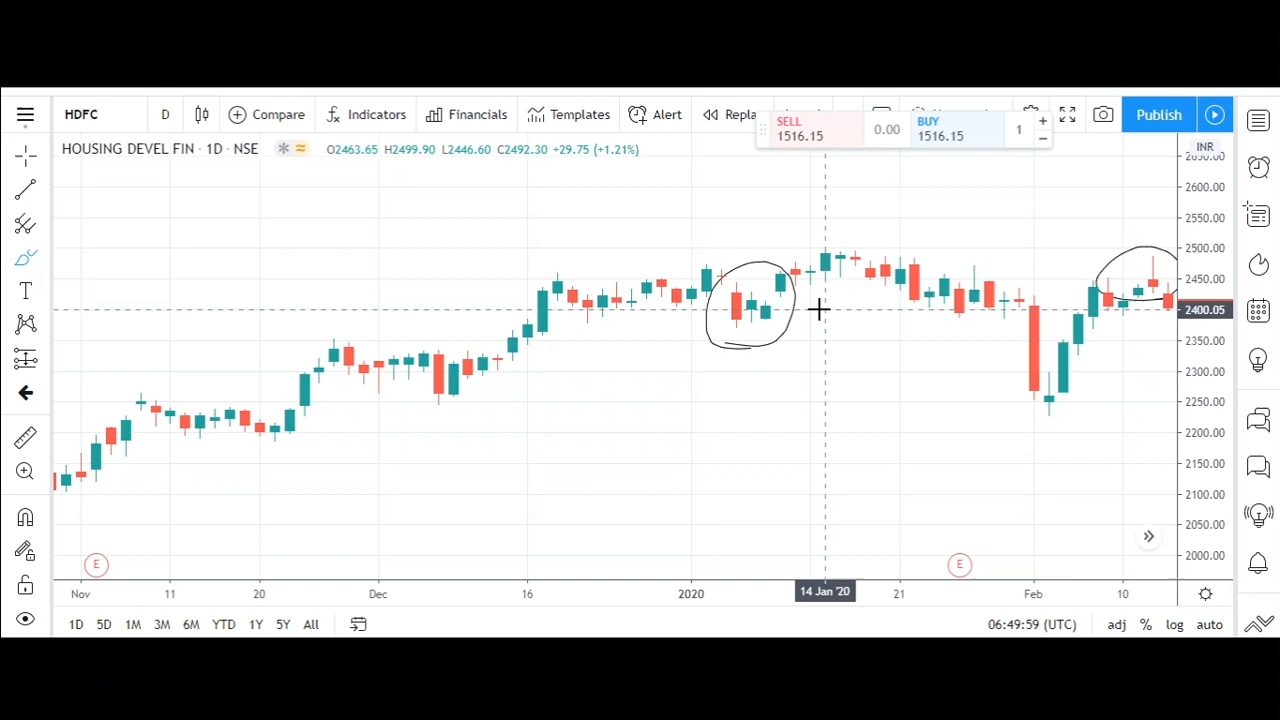 HDFC D Compare Indicators Financials Templates Alert Publish
SELL BUY
1516.15 0.00 1516.15 1
HOUSING DEVEL FIN · 1D · NSE O2463.65 H2499.90 L2446.60 C2492.30 +29.75 (+1.21%)
INR
2600.00
2550.00
2500.00
2450.00
2400.05
2350.00
2300.00
2250.00
2200.00
2150.00
2100.00
2050.00
2000.00
E E
Nov 11 20 Dec 16 2020 14 Jan '20 21 Feb 10
1D 5D 1M 3M 6M YTD 1Y 5Y All 06:49:59 (UTC) adj % log auto